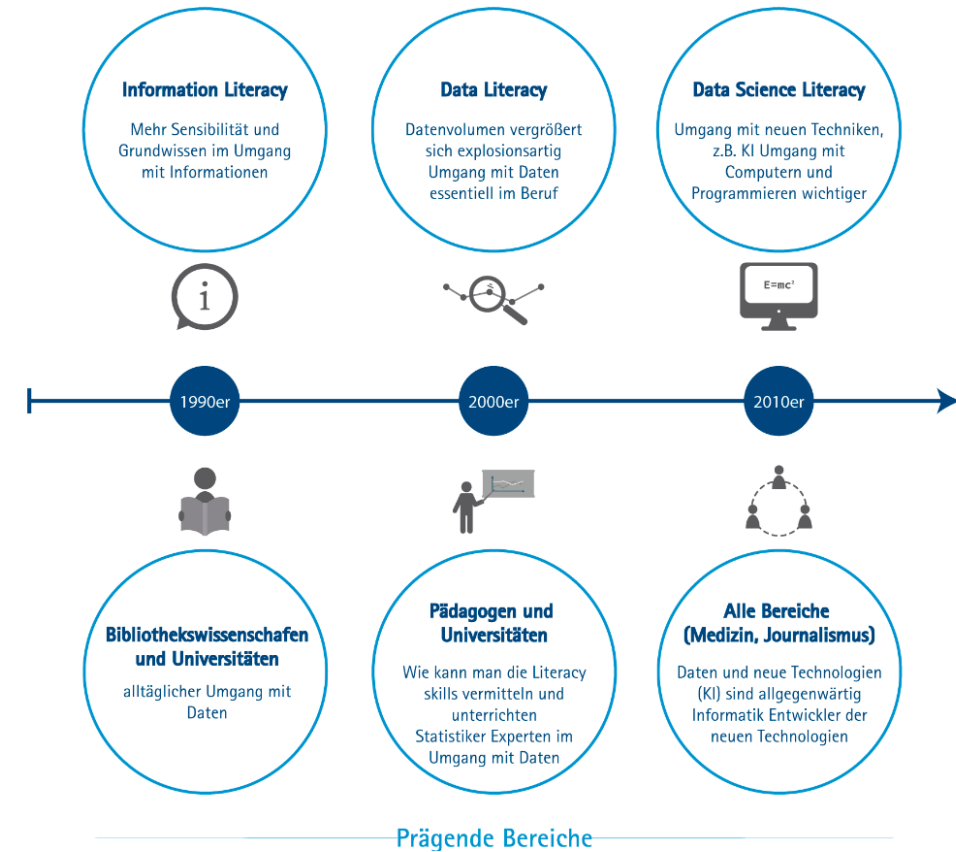 Information Literacy
Mehr Sensibilität und
Grundwissen im Umgang
mit Informationen
Data Literacy
Datenvolumen vergrößert
sich explosionsartig
Umgang mit Daten
essentiell im Beruf
Data Science Literacy
Umgang mit neuen Techniken,
z.B. KI Umgang mit
Computern und
Programmieren wichtiger
i
E=mc²
1990er
2000er
2010er
Bibliothekswissenschafen
und Universitäten
alltäglicher Umgang mit
Daten
Pädagogen und
Universitäten
Wie kann man die Literacy
skills vermitteln und
unterrichten
Statistiker Experten im
Umgang mit Daten
Alle Bereiche
(Medizin, Journalismus)
Daten und neue Technologien
(KI) sind allgegenwärtig
Informatik Entwickler der
neuen Technologien
Prägende Bereiche